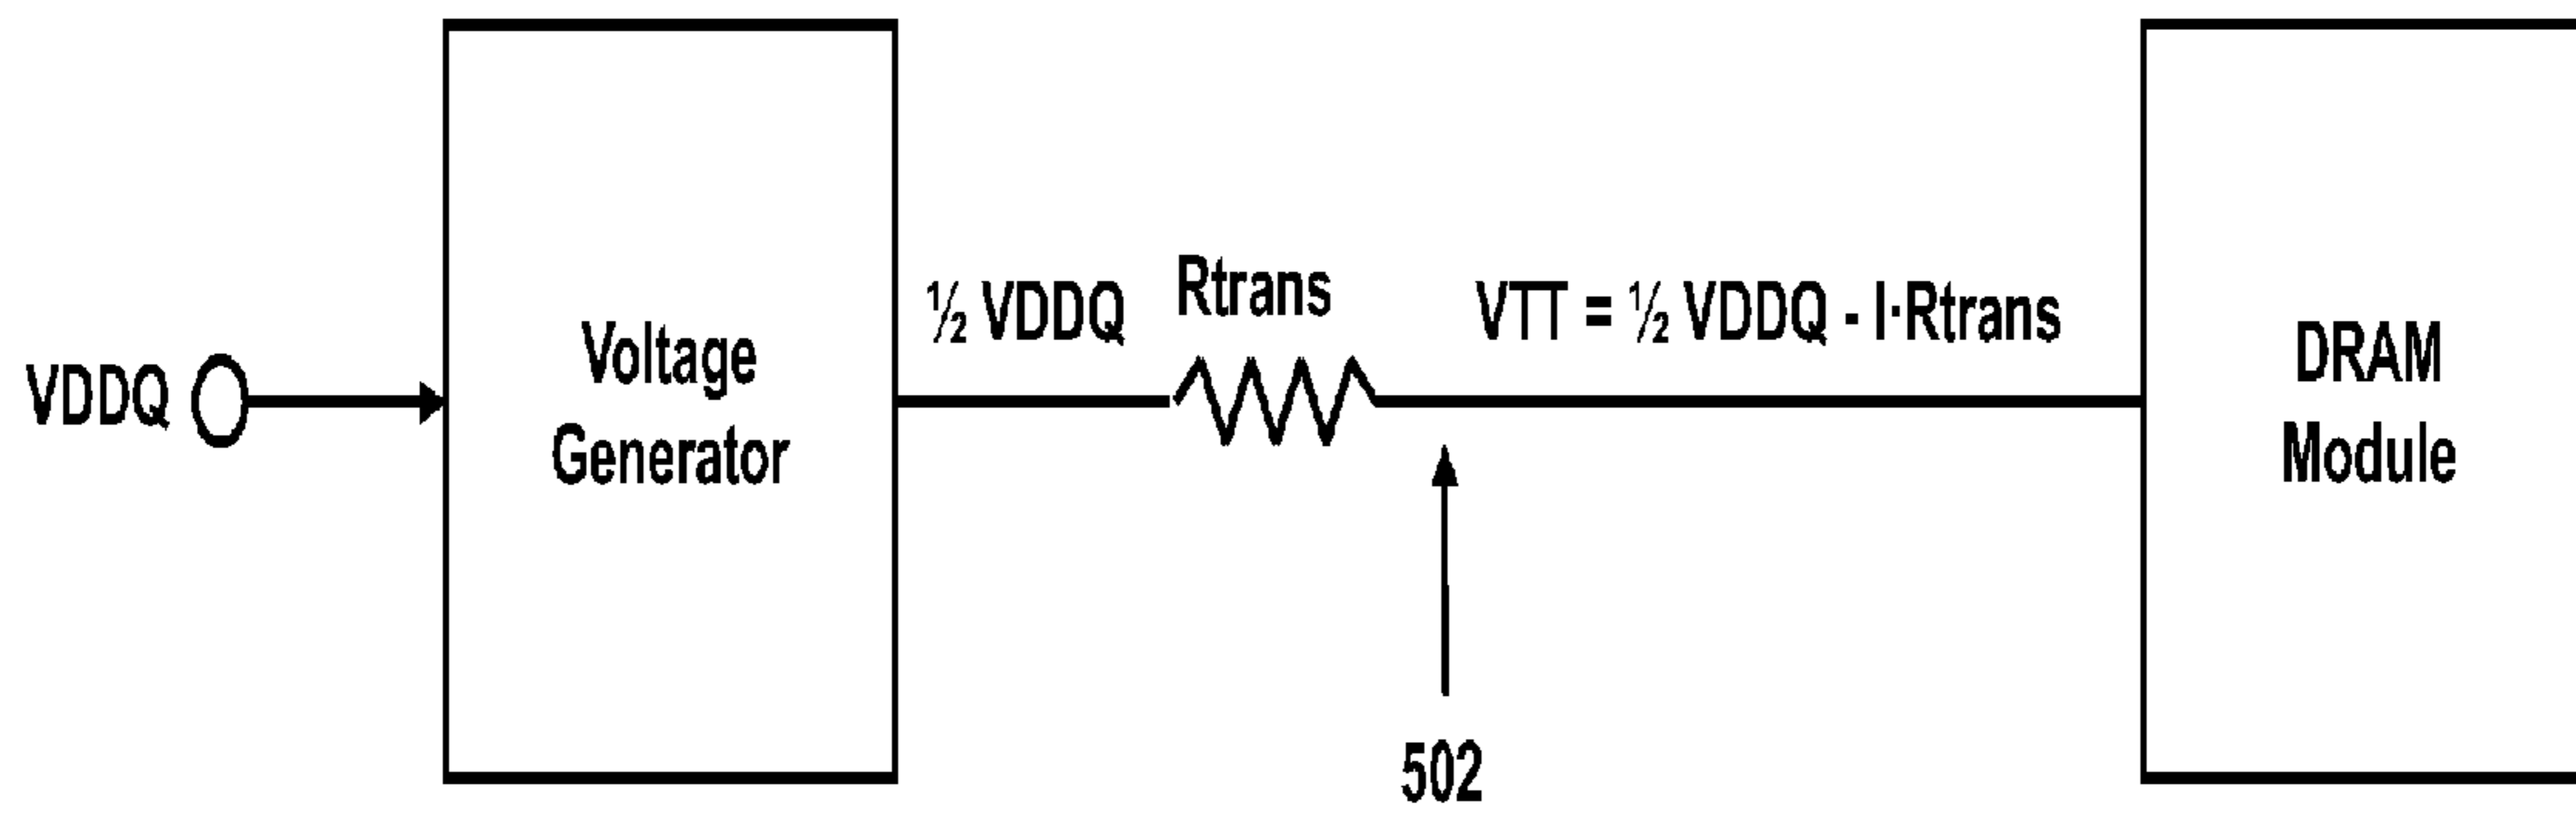 VDDQ
Voltage
Generator
½ VDDQ
Rtrans
VTT = ½ VDDQ - I·Rtrans
DRAM
Module
502